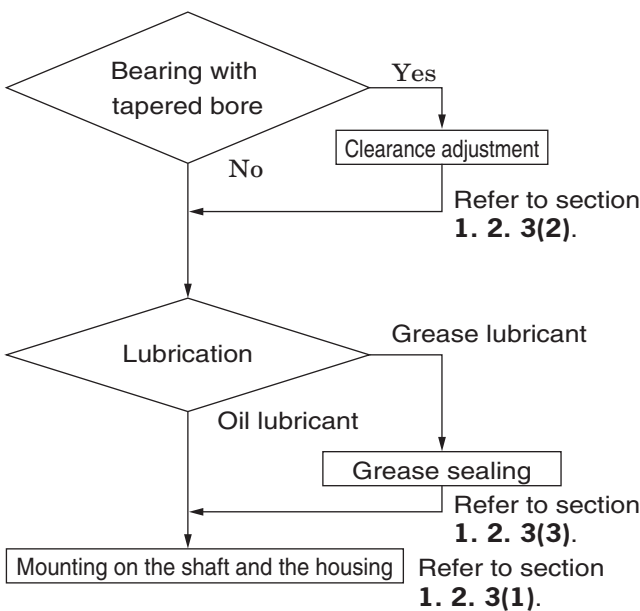 Bearing with
tapered bore
Yes
Clearance adjustment
No
Refer to section
1. 2. 3(2).
Lubrication
Grease lubricant
Oil lubricant
Grease sealing
Refer to section
1. 2. 3(3).
Mounting on the shaft and the housing
Refer to section
1. 2. 3(1).